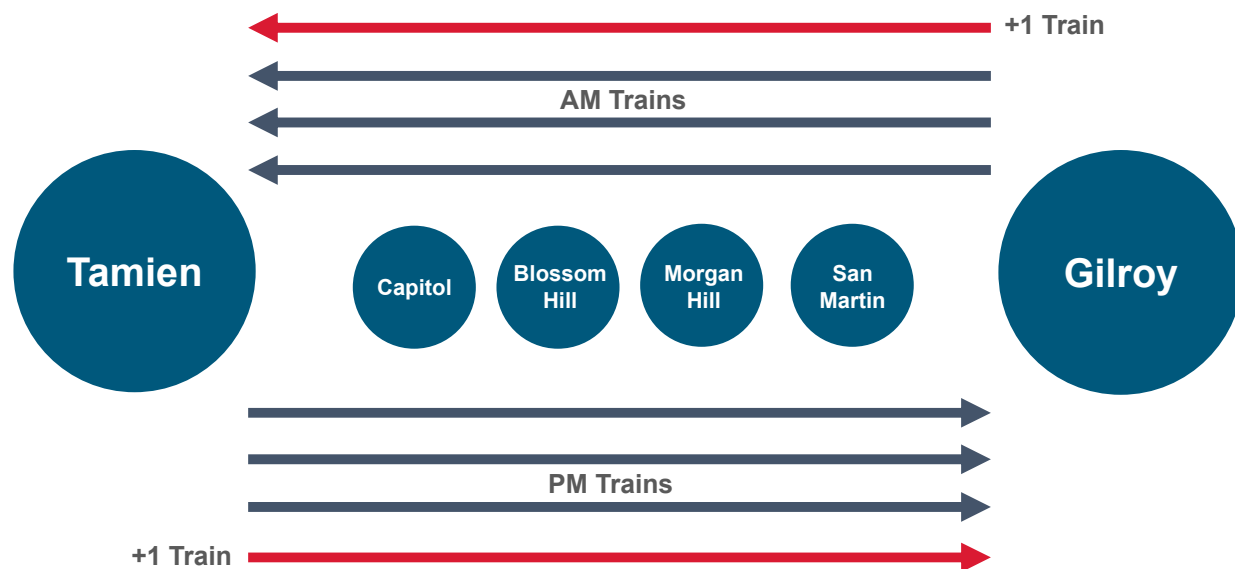 +1 Train
AM Trains
Tamien
Capitol
Blossom
Hill
Morgan
Hill
San
Martin
Gilroy
PM Trains
+1 Train